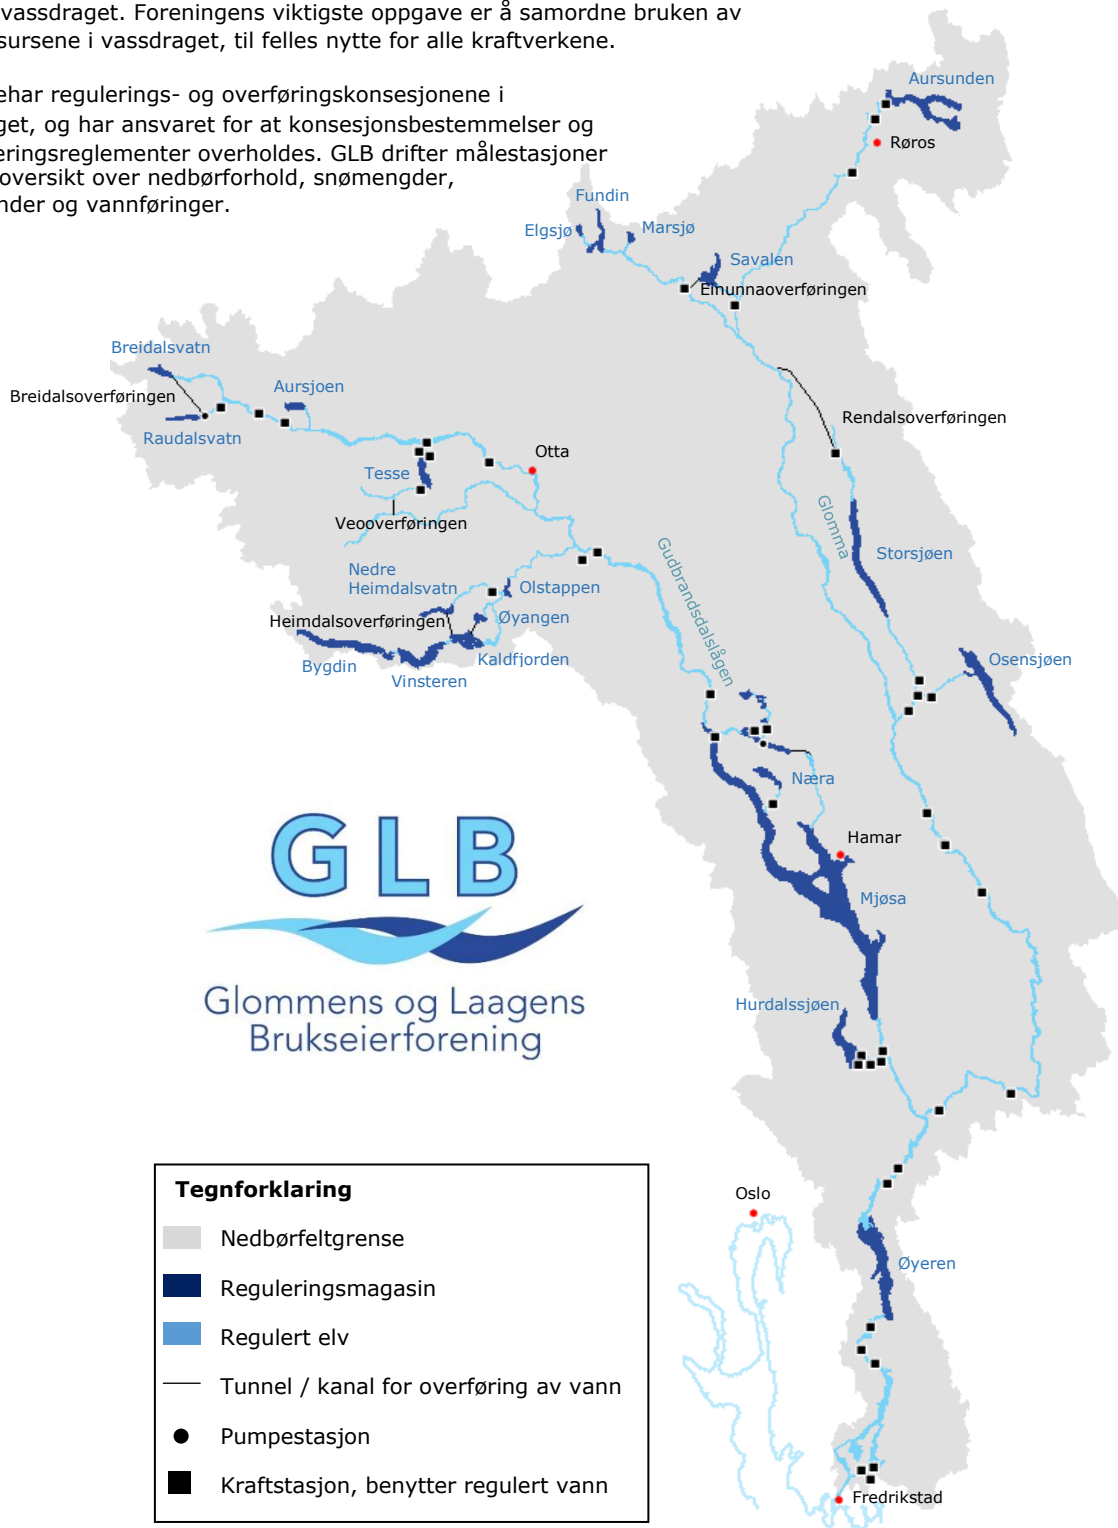 vassdraget. Foreningens viktigste oppgave er å samordne bruken av
sursene i vassdraget, til felles nytte for alle kraftverkene.
ehar regulerings- og overføringskonsesjonene i
get, og har ansvaret for at konsesjonsbestemmelser og
eringsreglementer overholdes. GLB drifter målestasjoner
oversikt over nedbørforhold, snømengder,
nder og vannføringer.
Aursunden
Røros
Fundin
Elgsjø
Marsjø
Savalen
Einunnaoverføringen
Breidalsvatn
Breidalsoverføringen
Aursjoen
Raudalsvatn
Rendalsoverføringen
Otta
Tesse
Veooverføringen
Glomma
Storsjøen
Gudbrandsdalslågen
Nedre
Heimdalsvatn
Olstappen
Heimdalsoverføringen
Øyangen
Bygdin
Kaldfjorden
Vinsteren
Osensjøen
Næra
Hamar
Mjøsa
GLB
Glommens og Laagens
Brukseierforening
Hurdalssjøen
Oslo
Øyeren
Fredrikstad
Tegnforklaring
Nedbørfeltgrense
Reguleringsmagasin
Regulert elv
Tunnel / kanal for overføring av vann
Pumpestasjon
Kraftstasjon, benytter regulert vann